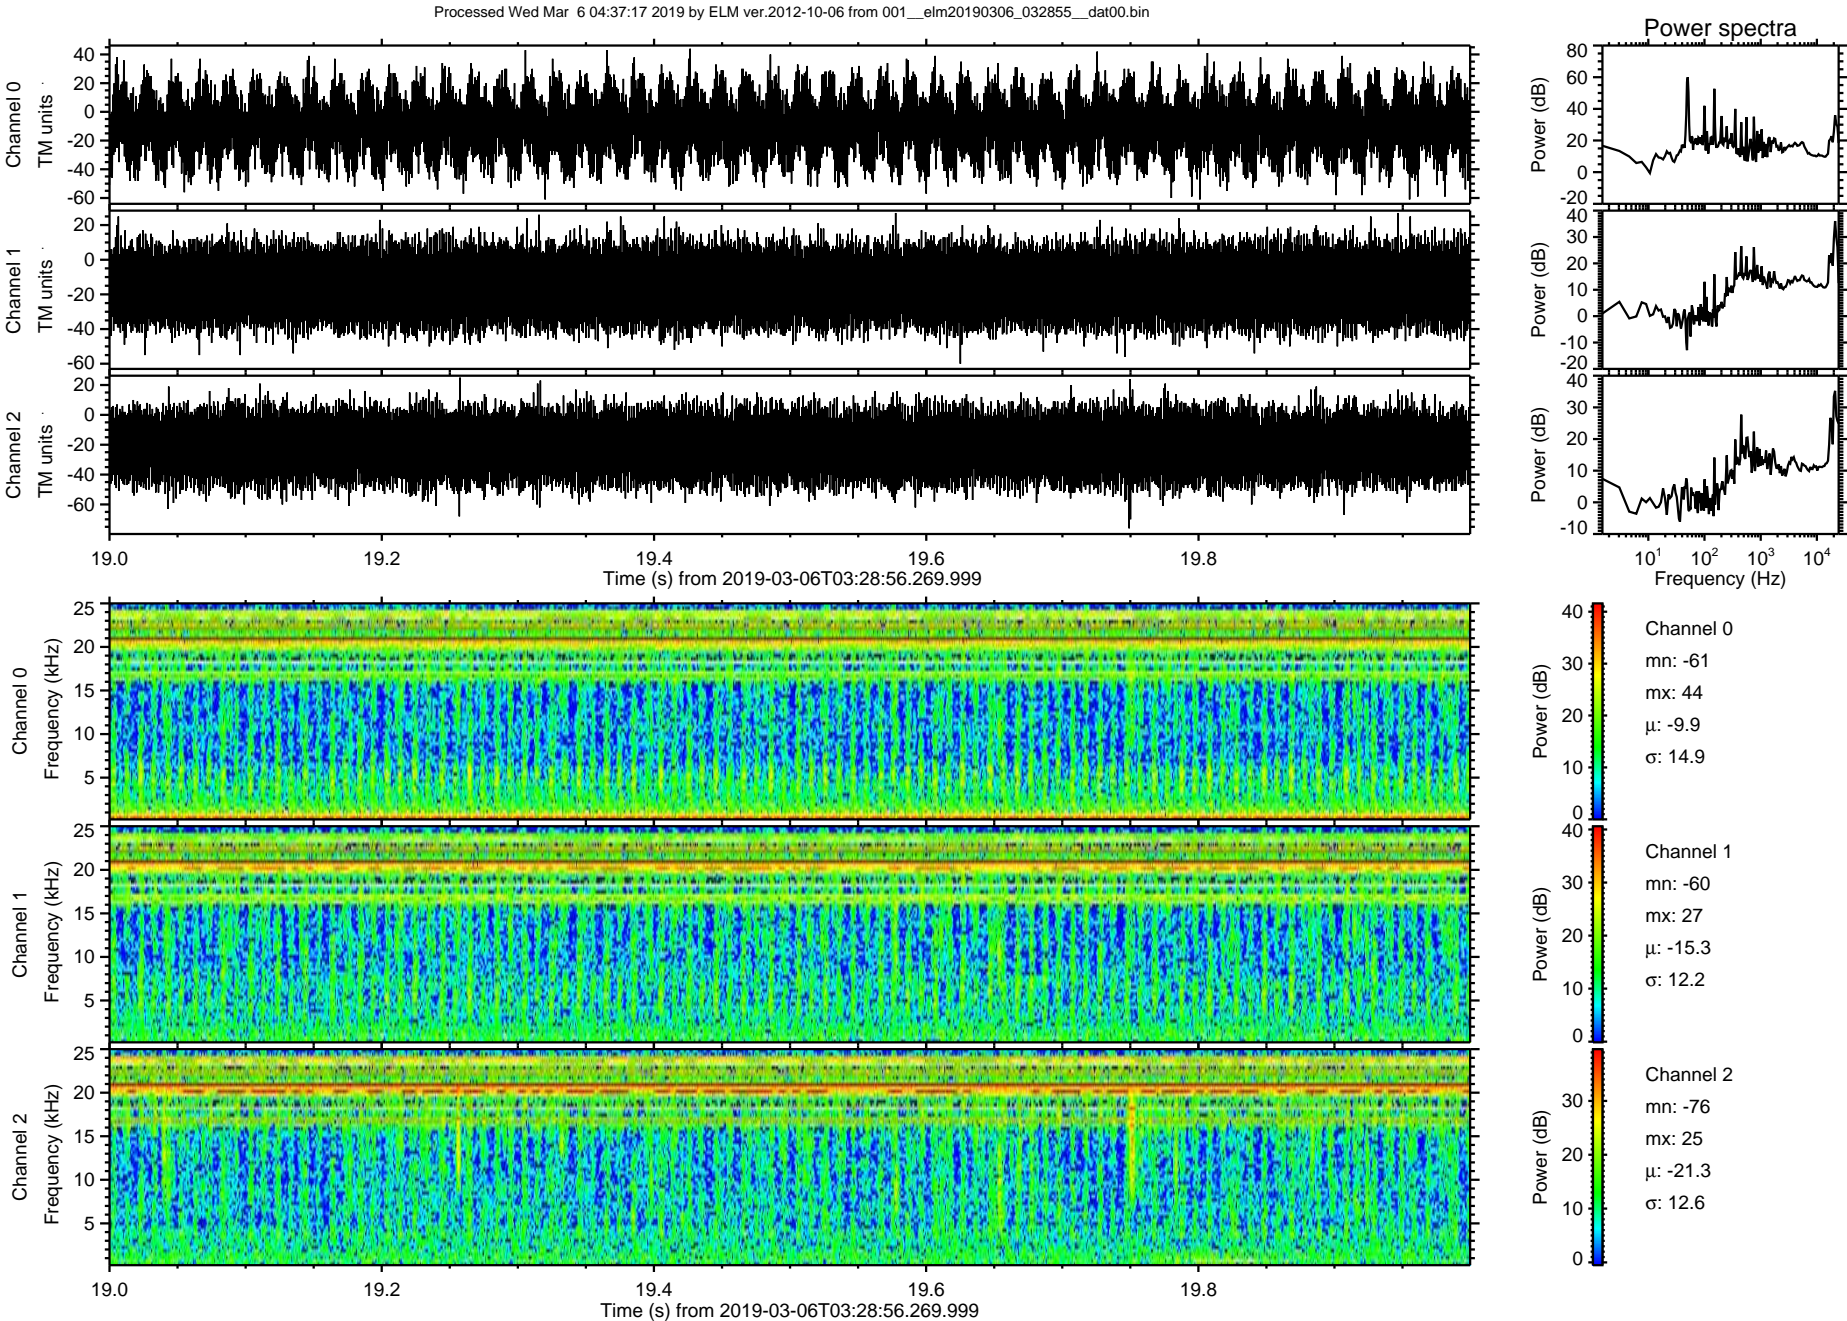 Processed Wed Mar  6 04:37:17 2019 by ELM ver.2012-10-06 from 001__elm20190306_032855__dat00.bin
Power spectra
Channel 0
TM units
40
20
0
-20
-40
-60
Power (dB)
80
60
40
20
0
-20
Channel 1
TM units
20
0
-20
-40
-60
Power (dB)
40
30
20
10
0
-10
-20
Channel 2
TM units
20
0
-20
-40
-60
Power (dB)
40
30
20
10
0
-10
19.0 19.2 19.4 19.6 19.8
Time (s) from 2019-03-06T03:28:56.269.999
10^1 10^2 10^3 10^4
Frequency (Hz)
Channel 0
Frequency (kHz)
25
20
15
10
5
Power (dB)
40
30
20
10
0
Channel 0
mn: -61
mx: 44
μ: -9.9
σ: 14.9
Channel 1
Frequency (kHz)
25
20
15
10
5
Power (dB)
40
30
20
10
0
Channel 1
mn: -60
mx: 27
μ: -15.3
σ: 12.2
Channel 2
Frequency (kHz)
25
20
15
10
5
Power (dB)
30
20
10
0
Channel 2
mn: -76
mx: 25
μ: -21.3
σ: 12.6
19.0 19.2 19.4 19.6 19.8
Time (s) from 2019-03-06T03:28:56.269.999